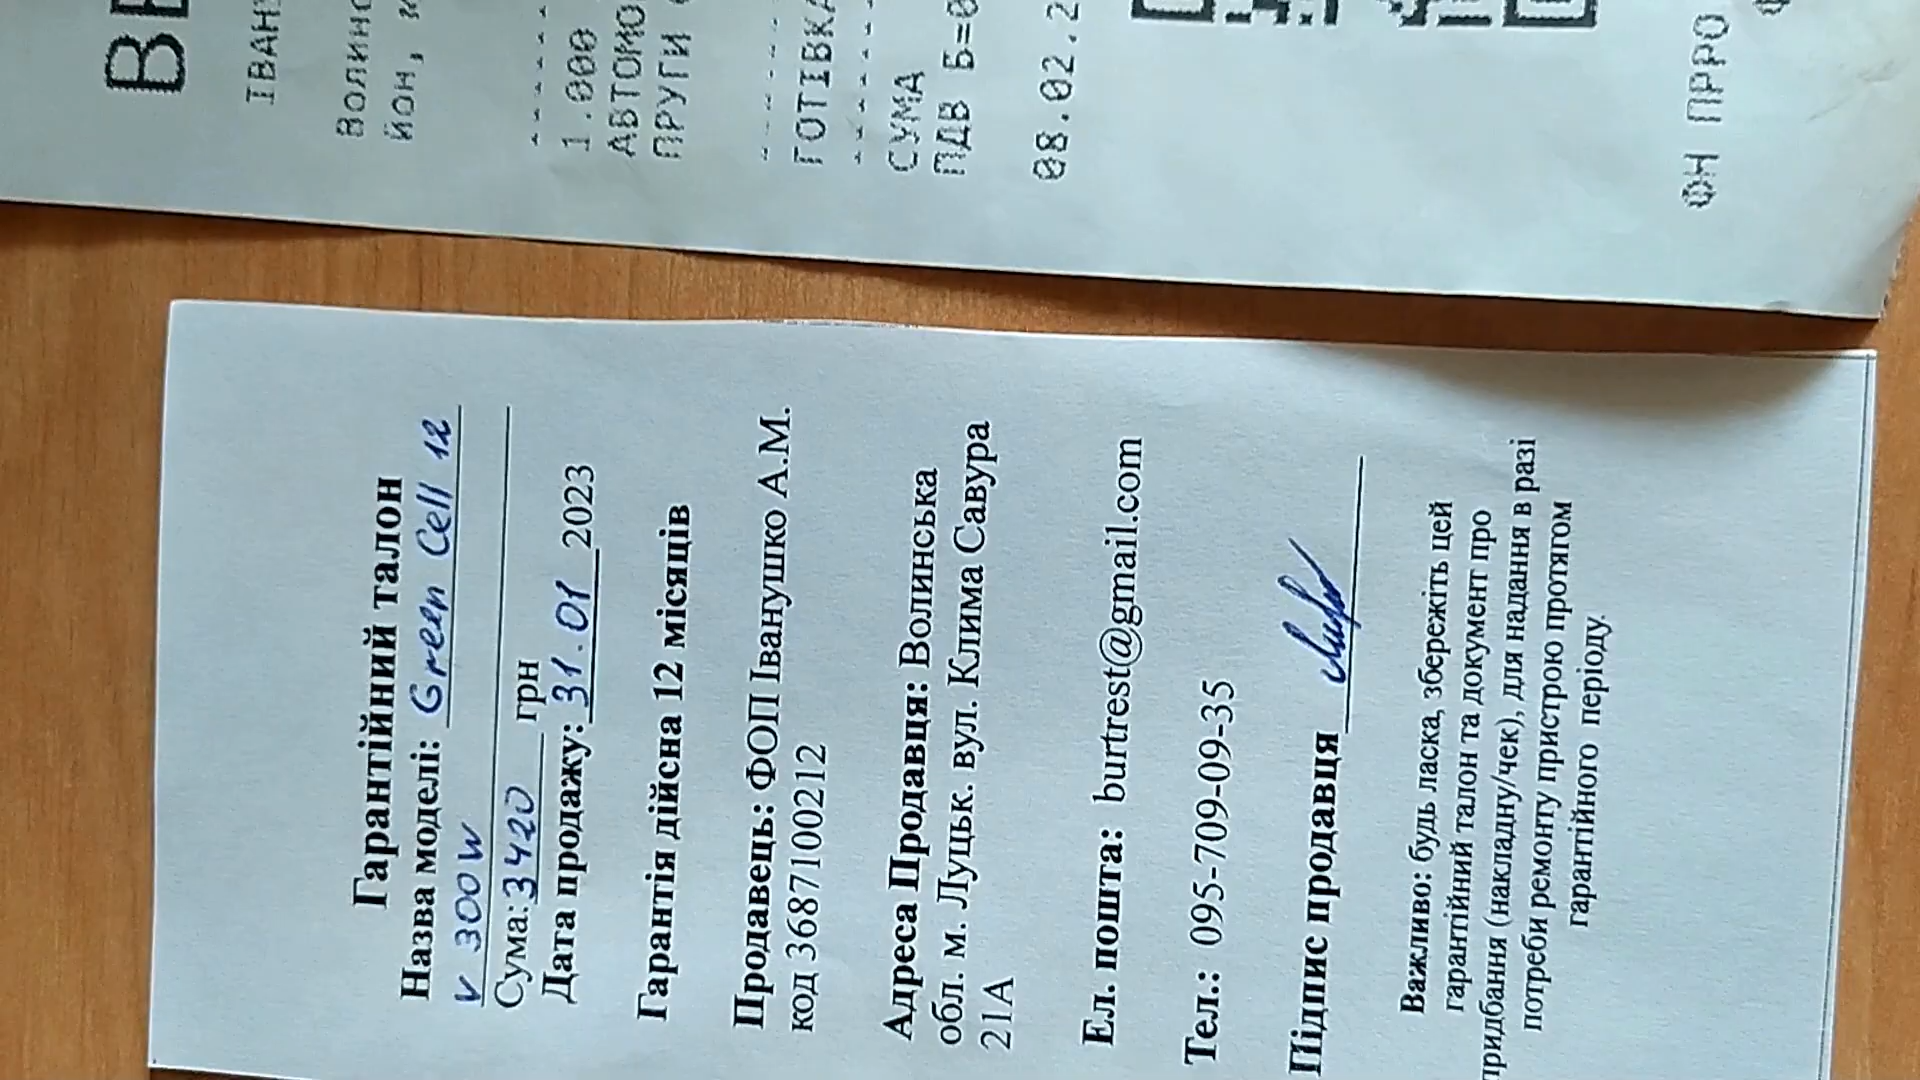 ІВАН
ВОЛИНС
ЙОН, м
1.000
АВТОМО
ПРУГИ
ГОТІВКА
СУМА
ПДВ Б=0
08.02.2
ФН ПРРО
Гарантійний талон
Назва моделі: Green Cell 12
V 300W
Сума: 3420 грн
Дата продажу: 31.01 2023
Гарантія дійсна 12 місяців
Продавець: ФОП Іванушко А.М.
код 3687100212
Адреса Продавця: Волинська
обл. м. Луцьк. вул. Клима Савура
21А
Ел. пошта: burtrest@gmail.com
Тел.: 095-709-09-35
Підпис продавця
Важливо: будь ласка, збережіть цей
гарантійний талон та документ про
придбання (накладну/чек), для надання в разі
потреби ремонту пристрою протягом
гарантійного періоду.